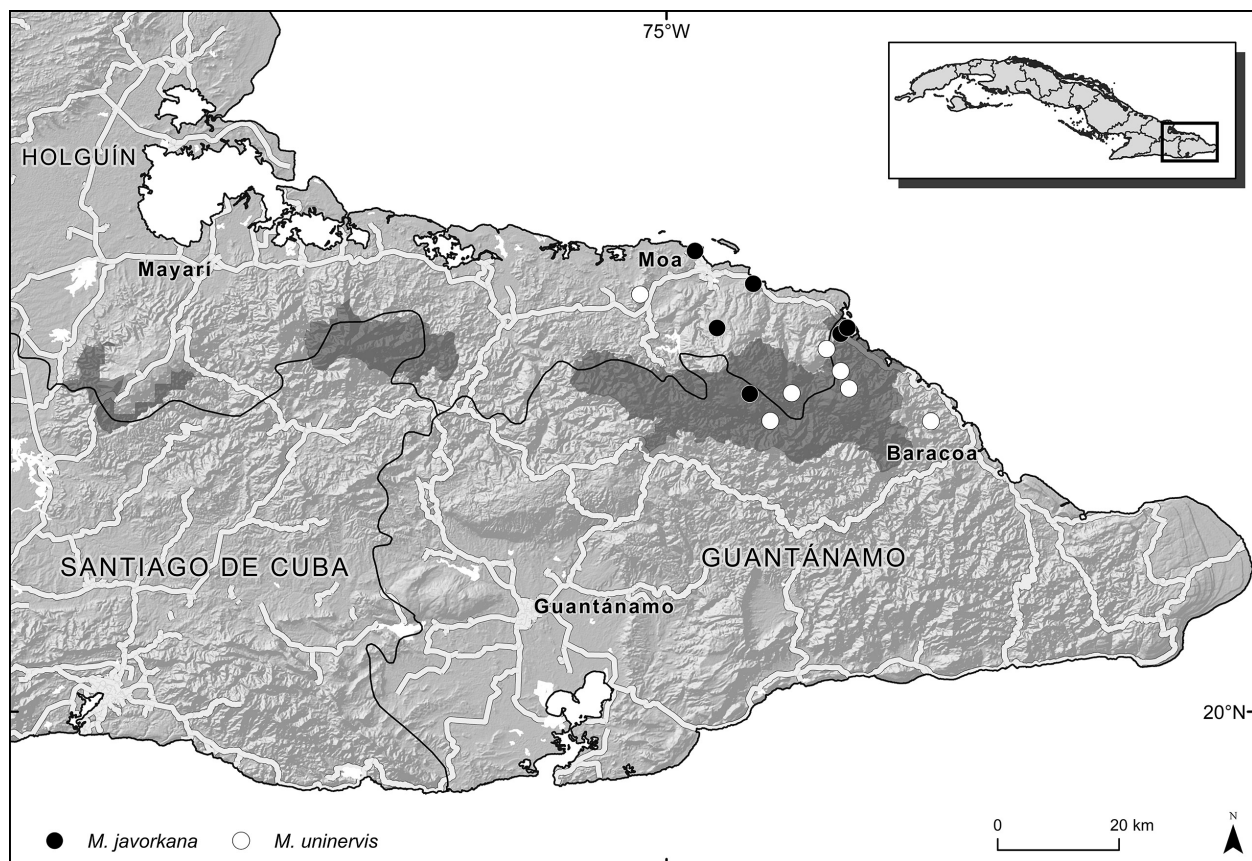 75°W
HOLGUÍN
Moa
Mayarí
Baracoa
SANTIAGO DE CUBA
GUANTÁNAMO
Guantánamo
20°N
M. javorkana
M. uninervis
0 20 km
N